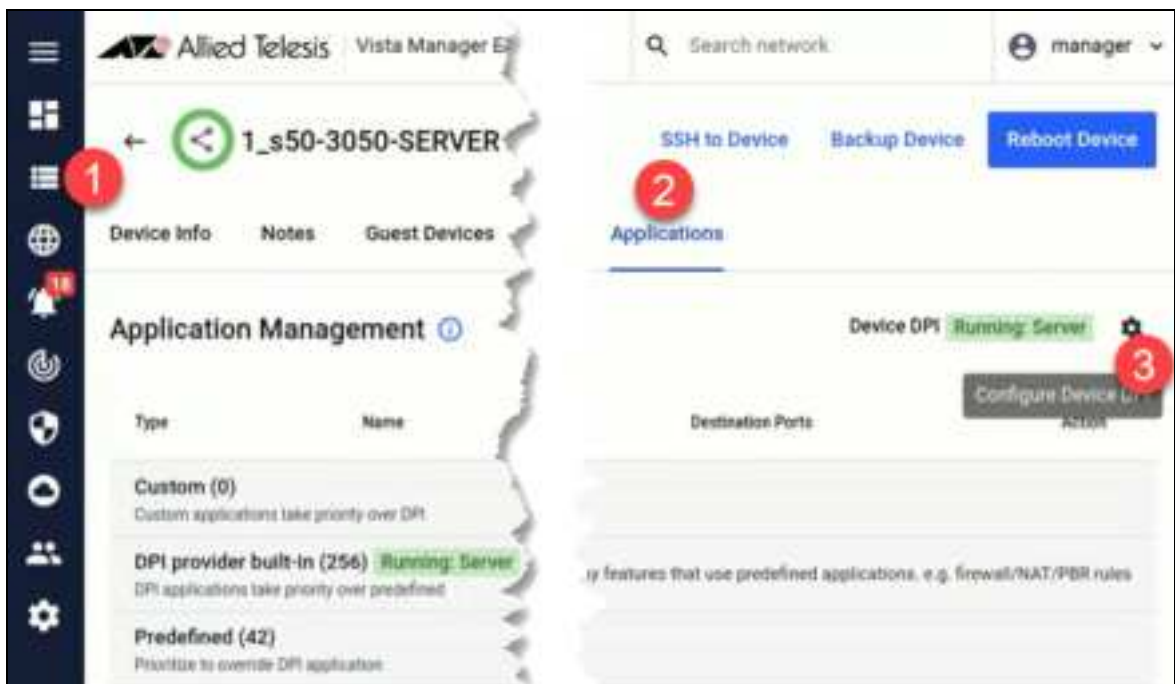 Allied Telesis Vista Manager
Search network
manager
1_s50-3050-SERVER
SSH to Device
Backup Device
Reboot Device
1
2
Device Info
Notes
Guest Devices
Applications
18
Application Management
Device DPI Running: Server
3
Configure Device
Type
Name
Destination Ports
Action
Custom (0)
Custom applications take priority over DPI
DPI provider built-in (256) Running: Server
DPI applications take priority over predefined
features that use predefined applications. e.g. firewall/NAT/PBR rules
Predefined (42)
Prioritize to override DPI application